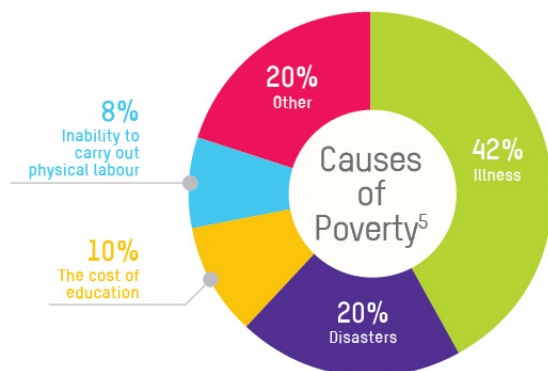 20%
Other
8%
Inability to
carry out
physical labour
42%
Illness
Causes
of
Poverty5
10%
The cost of
education
20%
Disasters